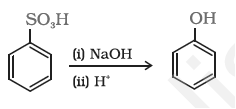 SO₃H
OH
(i) NaOH
(ii) H⁺